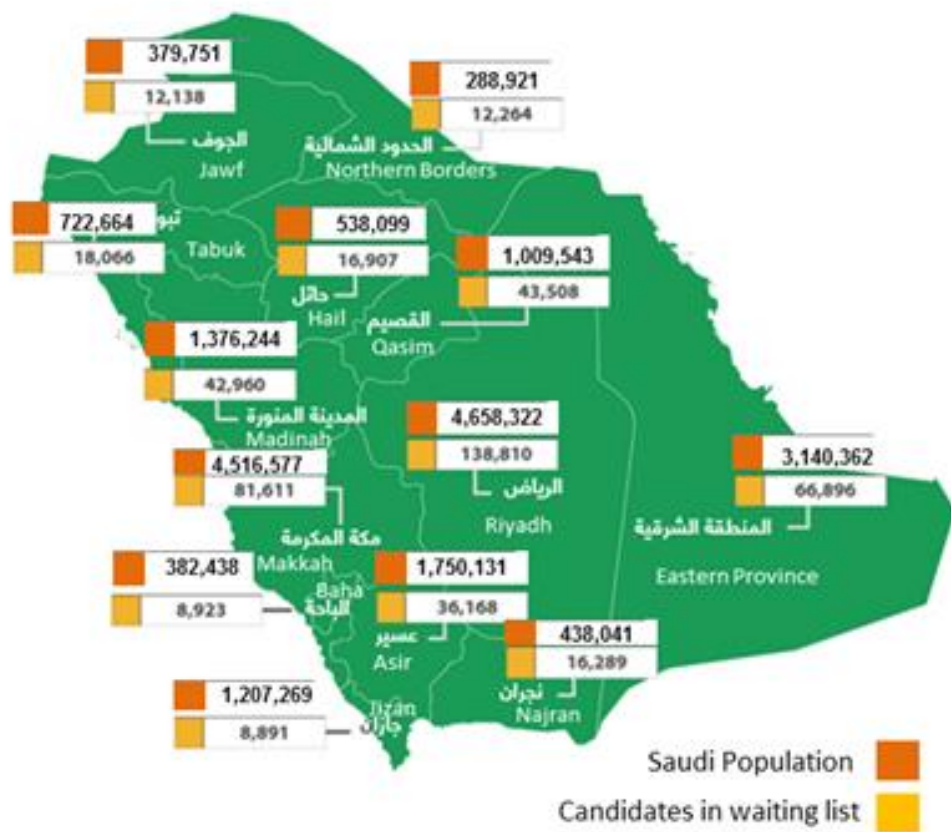 379,751
12,138
الجوف
Jawf
288,921
12,264
الحدود الشمالية
Northern Borders
722,664
تبو
18,066
Tabuk
538,099
16,907
حائل
Hail
1,009,543
43,508
القصيم
Qasim
1,376,244
42,960
المدينة المنورة
Madinah
4,658,322
138,810
الرياض
Riyadh
3,140,362
66,896
المنطقة الشرقية
Eastern Province
4,516,577
81,611
مكة المكرمة
Makkah
382,438
8,923
Baha
الباحة
1,750,131
36,168
عسير
Asir
438,041
16,289
نجران
Najran
1,207,269
8,891
Jizan
جازان
Saudi Population
Candidates in waiting list